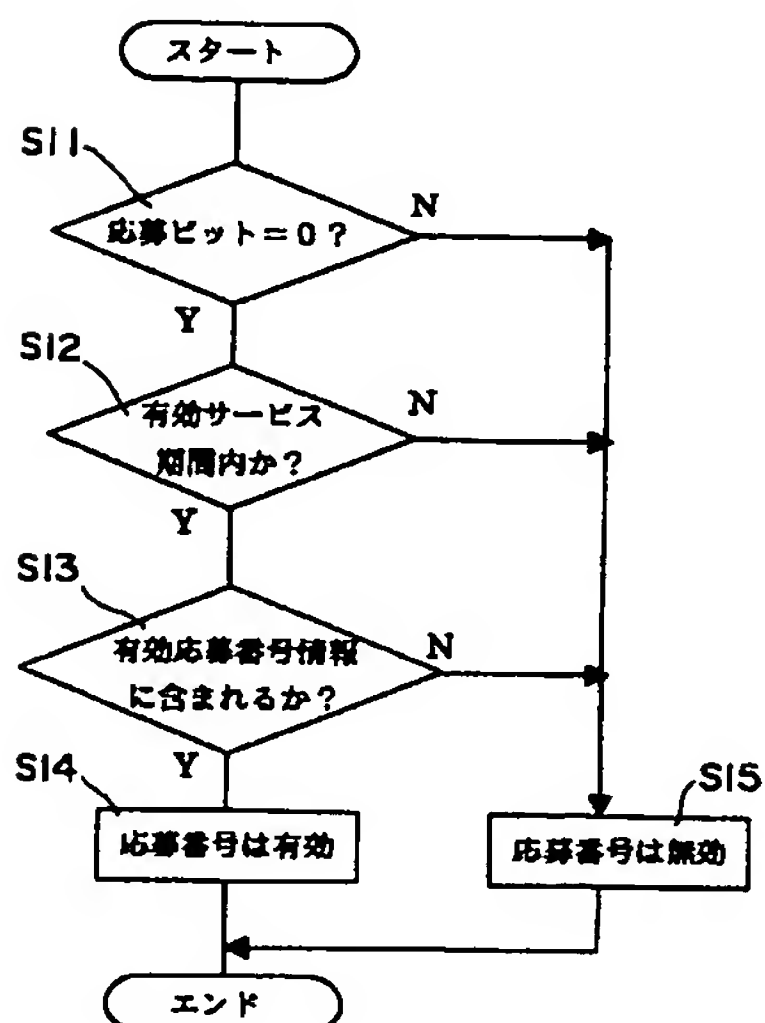 スタート
S11
応募ビット=0?
N
Y
S12
有効サービス
期間内か?
N
Y
S13
有効応募番号情報
に含まれるか?
N
Y
S14
応募番号は有効
S15
応募番号は無効
エンド